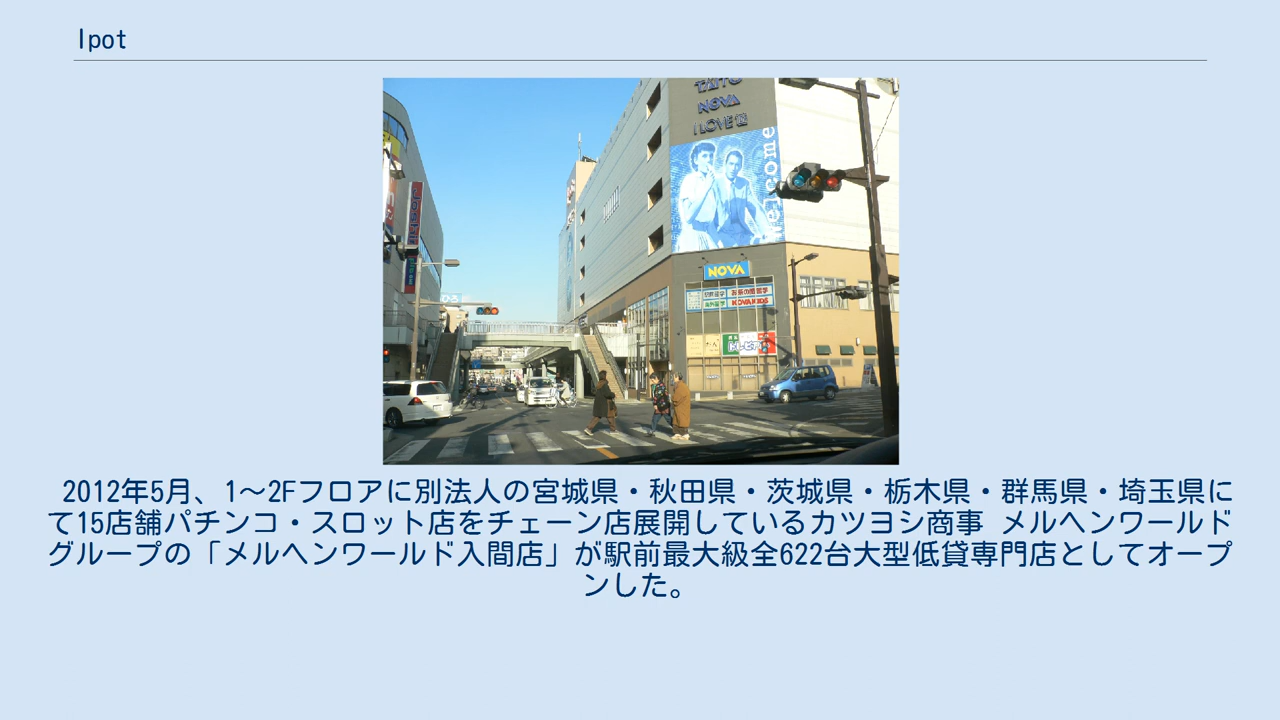 Ipot
TAITO
NOVA
I LOVE
welcome
NOVA
NOVA KIDS
2012年5月、1～2Fフロアに別法人の宮城県・秋田県・茨城県・栃木県・群馬県・埼玉県に
て15店舗パチンコ・スロット店をチェーン店展開しているカツヨシ商事 メルヘンワールド
グループの「メルヘンワールド入間店」が駅前最大級全622台大型低貸専門店としてオープ
ンした。